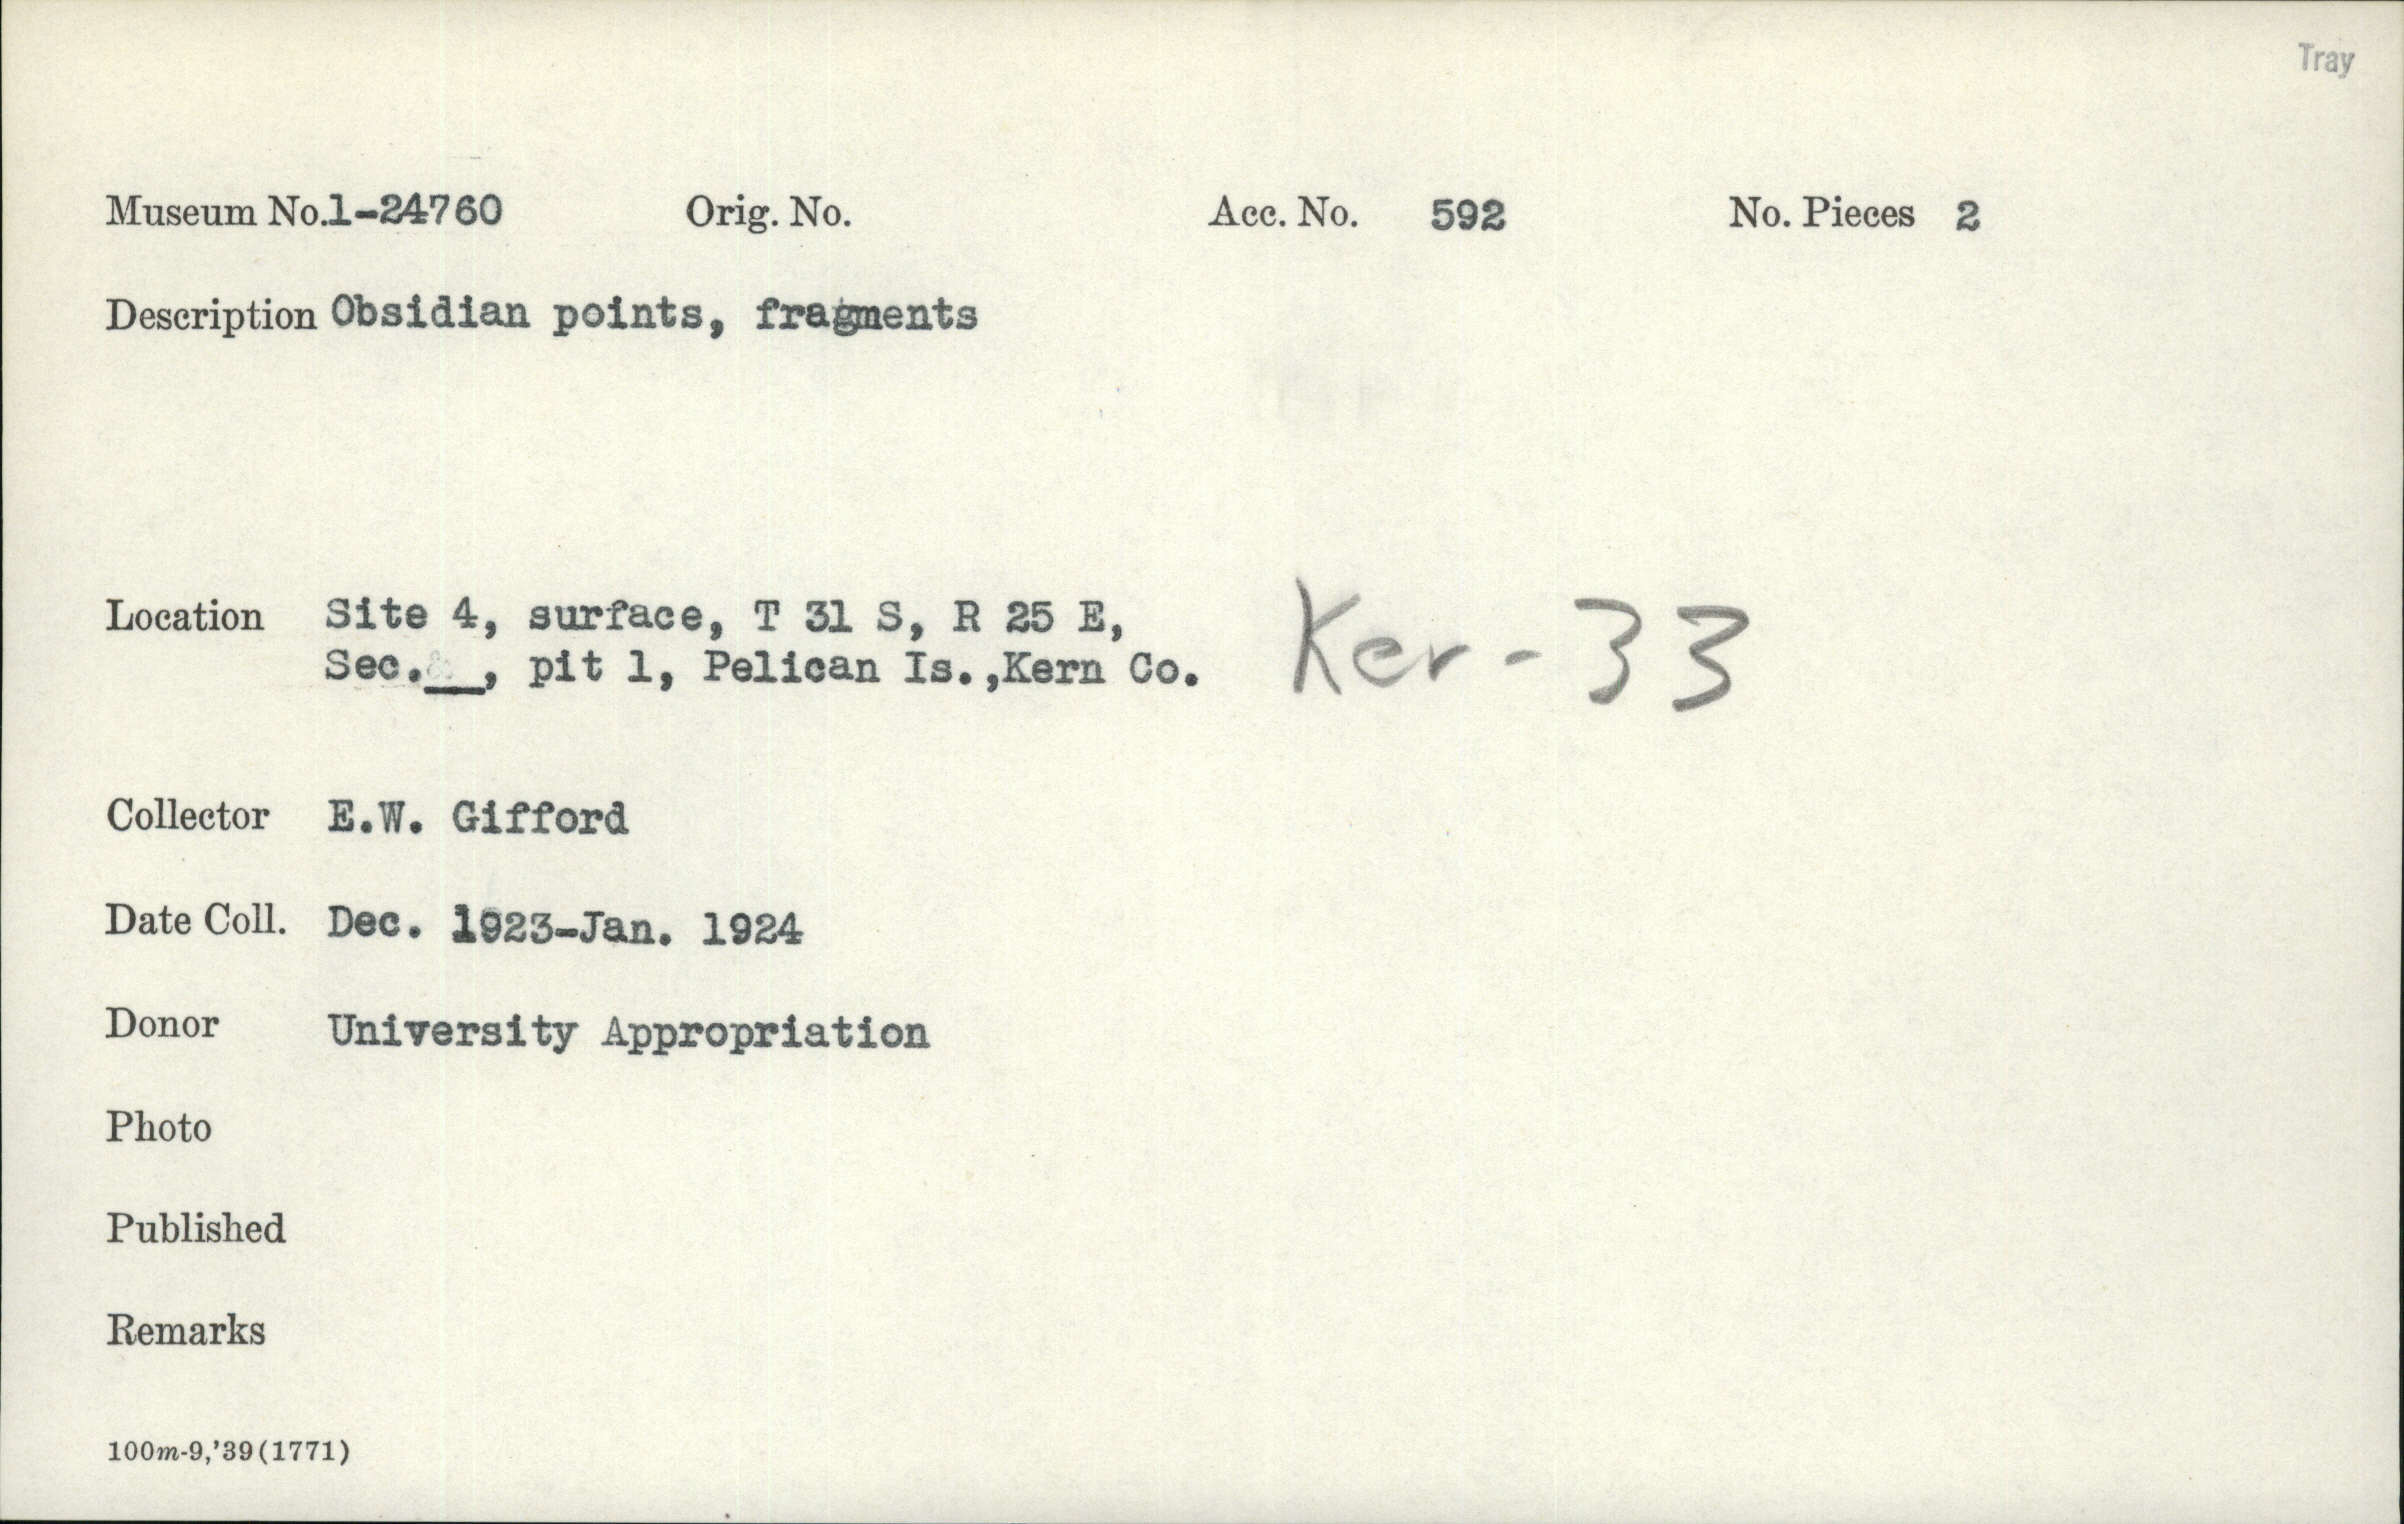 Tray
Museum No. 1-24760 Orig. No. Acc. No. 592 No. Pieces 2
Description Obsidian points, fragments
Location Site 4, surface, T 31 S, R 25 E,
Sec.__, pit 1, Pelican Is.,Kern Co.
Ker-33
Collector E.W. Gifford
Date Coll. Dec. 1923-Jan. 1924
Donor University Appropriation
Photo
Published
Remarks
100m-9,'39(1771)